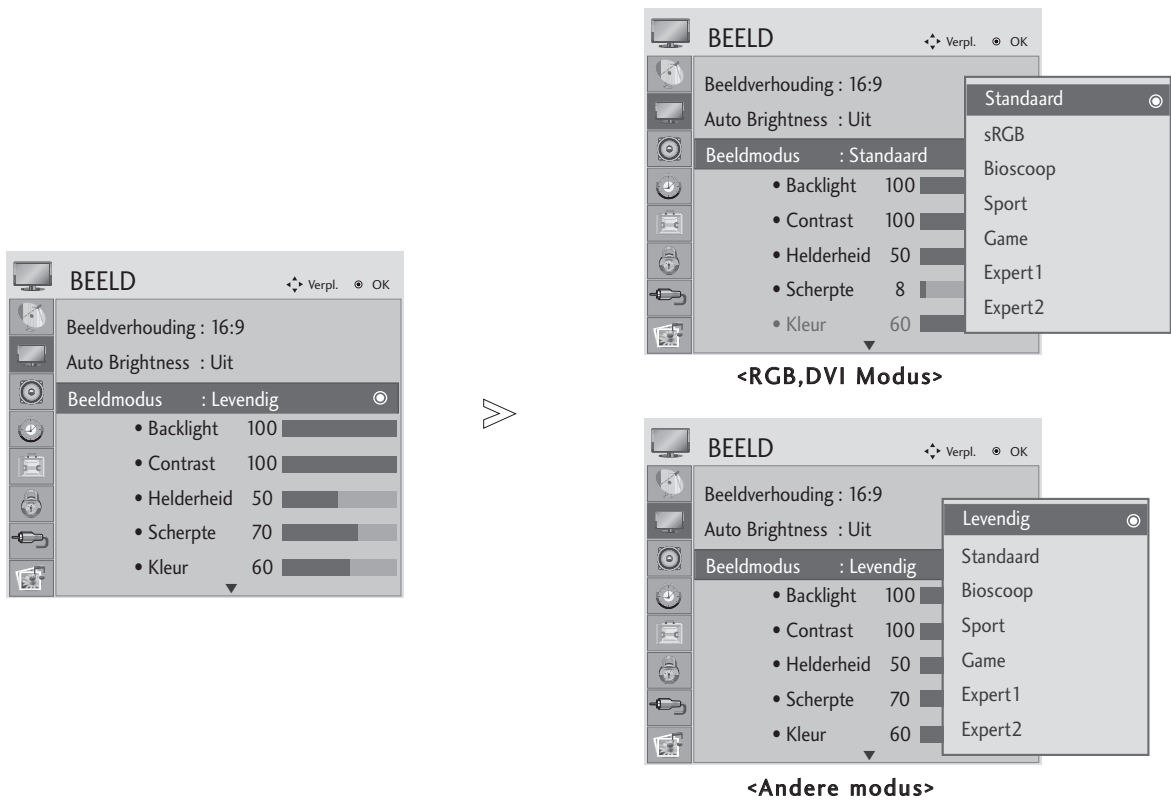 BEELD Verpl. OK
Beeldverhouding : 16:9
Auto Brightness : Uit
Beeldmodus : Levendig
• Backlight 100
• Contrast 100
• Helderheid 50
• Scherpte 70
• Kleur 60
BEELD Verpl. OK
Beeldverhouding : 16:9
Auto Brightness : Uit
Beeldmodus : Standaard
• Backlight 100
• Contrast 100
• Helderheid 50
• Scherpte 8
• Kleur 60
Standaard
sRGB
Bioscoop
Sport
Game
Expert1
Expert2
<RGB,DVI Modus>
BEELD Verpl. OK
Beeldverhouding : 16:9
Auto Brightness : Uit
Beeldmodus : Levendig
• Backlight 100
• Contrast 100
• Helderheid 50
• Scherpte 70
• Kleur 60
Levendig
Standaard
Bioscoop
Sport
Game
Expert1
Expert2
<Andere modus>